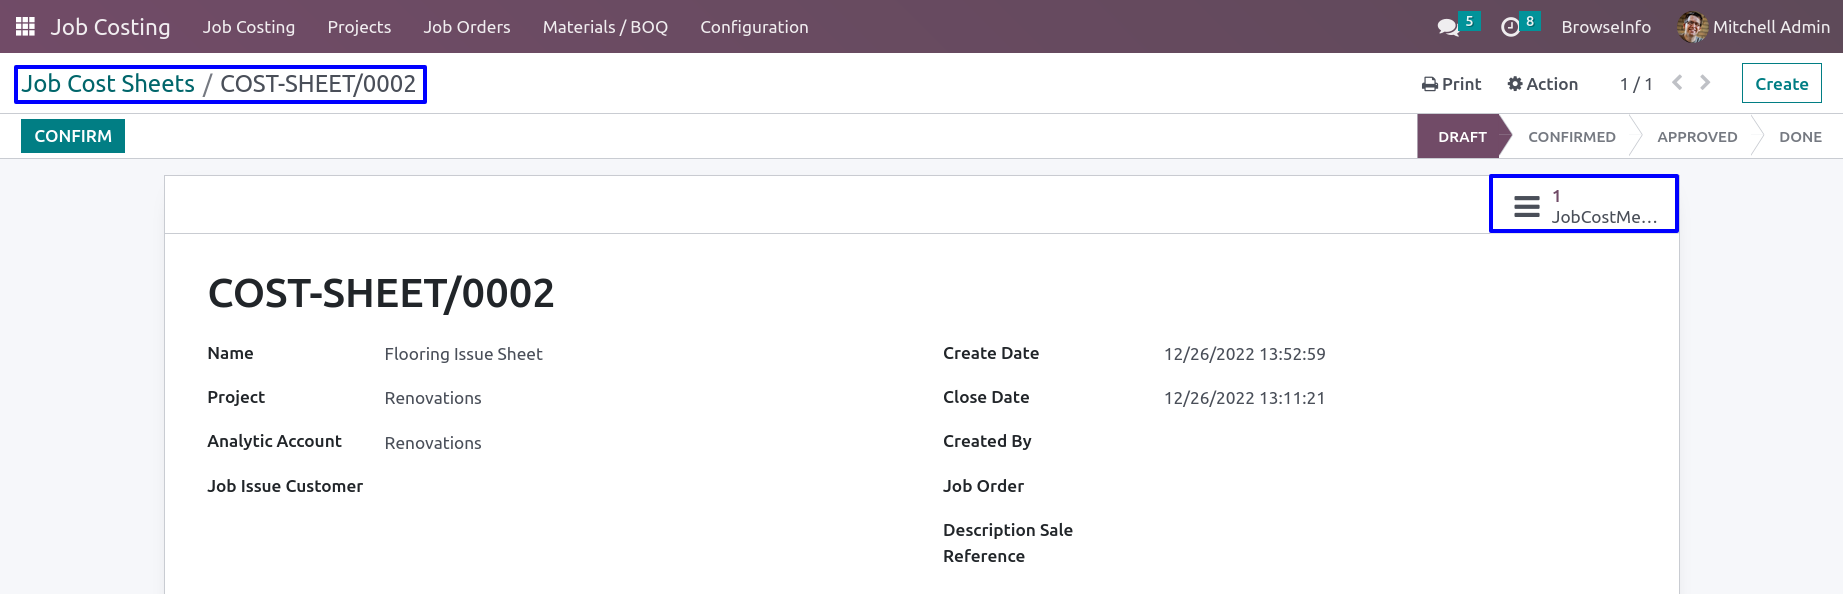 Job Costing Job Costing Projects Job Orders Materials / BOQ Configuration 5 8 BrowseInfo Mitchell Admin
Job Cost Sheets / COST-SHEET/0002 Print Action 1 / 1 Create
CONFIRM DRAFT CONFIRMED APPROVED DONE
1
JobCostMe...
COST-SHEET/0002
Name Flooring Issue Sheet Create Date 12/26/2022 13:52:59
Project Renovations Close Date 12/26/2022 13:11:21
Analytic Account Renovations Created By
Job Issue Customer Job Order
Description Sale
Reference